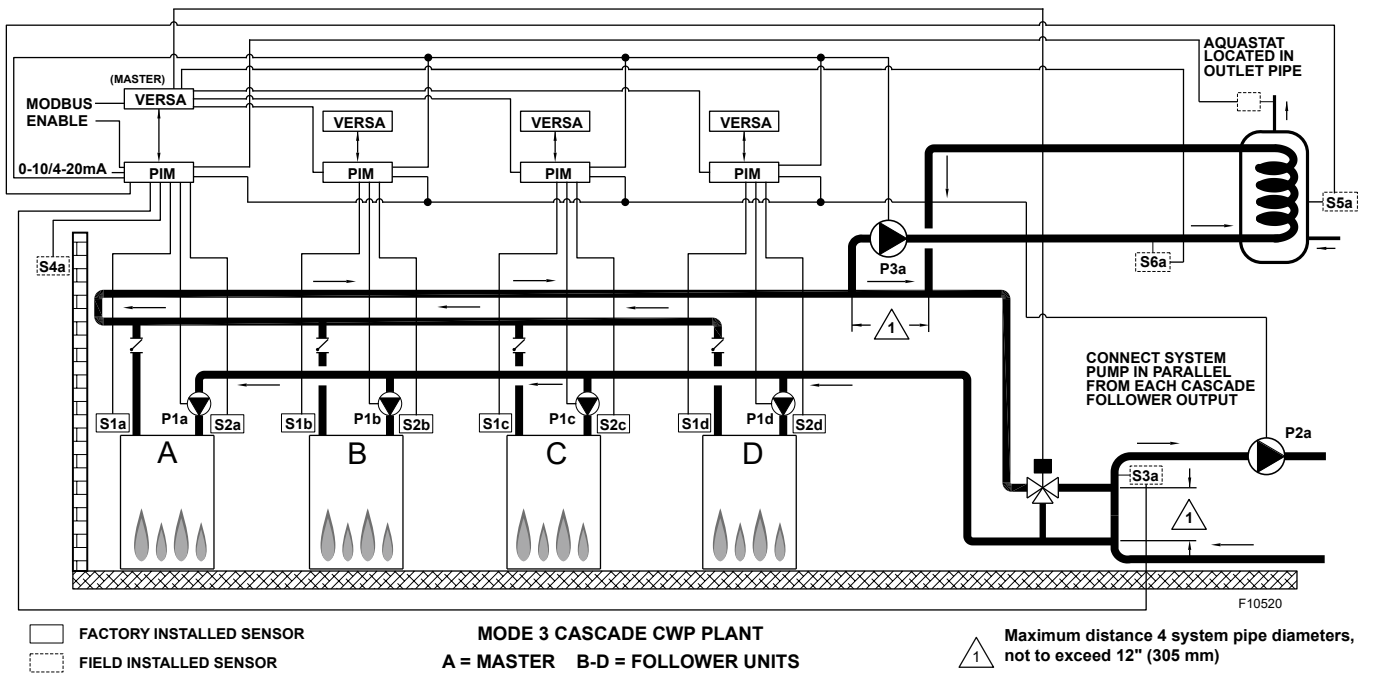 AQUASTAT
LOCATED IN
OUTLET PIPE
(MASTER)
VERSA
MODBUS
ENABLE
VERSA
VERSA
VERSA
0-10/4-20mA
PIM
PIM
PIM
PIM
S5a
S4a
P3a
S6a
1
CONNECT SYSTEM
PUMP IN PARALLEL
FROM EACH CASCADE
FOLLOWER OUTPUT
S1a
P1a
S2a
S1b
P1b
S2b
S1c
P1c
S2c
S1d
P1d
S2d
P2a
A
B
C
D
S3a
1
F10520
FACTORY INSTALLED SENSOR
FIELD INSTALLED SENSOR
MODE 3 CASCADE CWP PLANT
A = MASTER B-D = FOLLOWER UNITS
1
Maximum distance 4 system pipe diameters,
not to exceed 12" (305 mm)